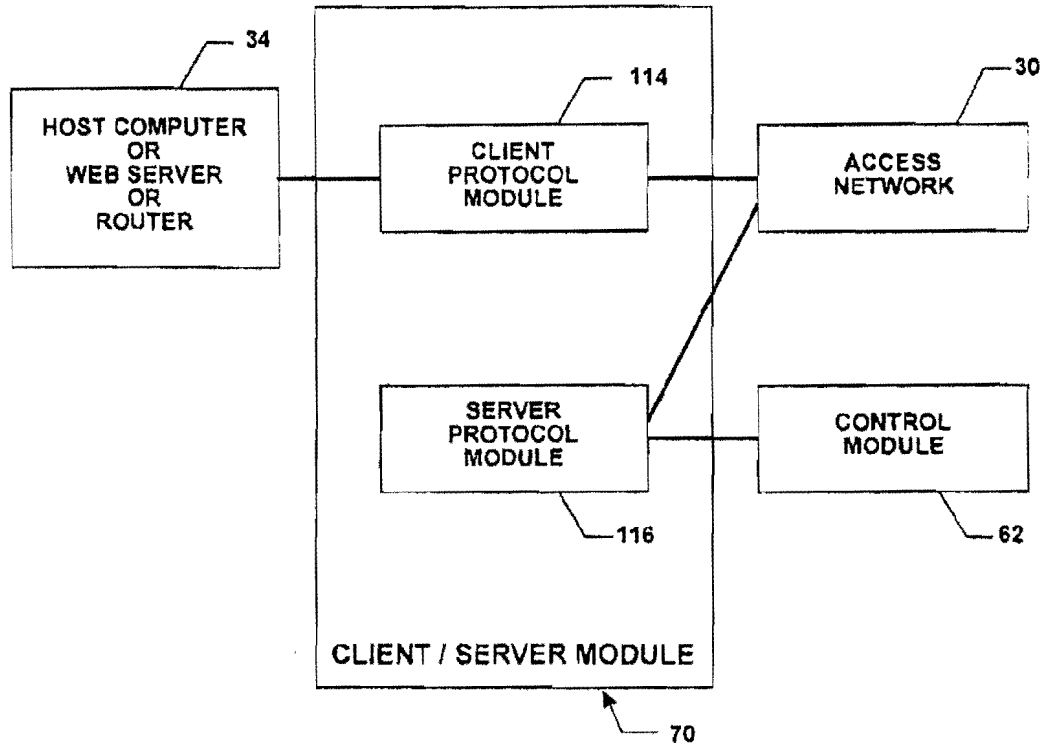 34
HOST COMPUTER
OR
WEB SERVER
OR
ROUTER
114
CLIENT
PROTOCOL
MODULE
30
ACCESS
NETWORK
SERVER
PROTOCOL
MODULE
116
CONTROL
MODULE
62
CLIENT / SERVER MODULE
70